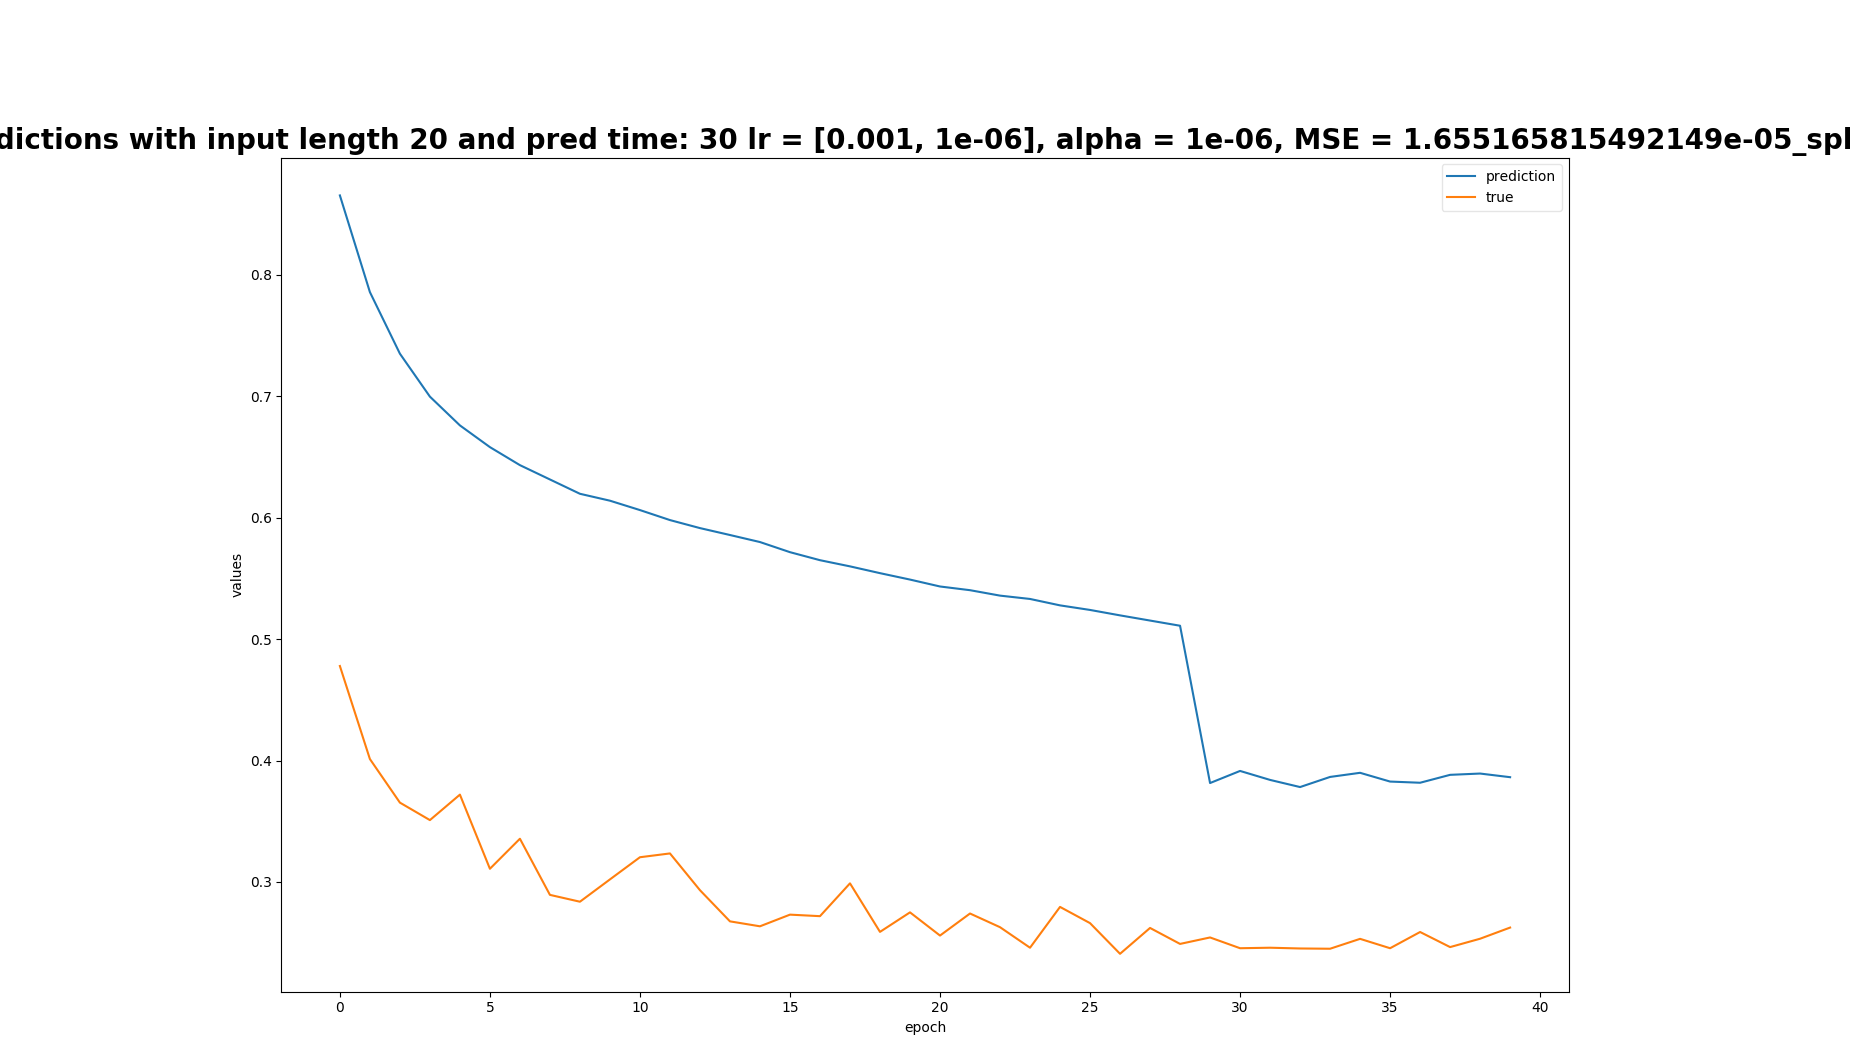 dictions with input length 20 and pred time: 30 lr = [0.001, 1e-06], alpha = 1e-06, MSE = 1.655165815492149e-05_spl
prediction
true
0.8
0.7
0.6
0.5
0.4
0.3
values
0 5 10 15 20 25 30 35 40
epoch